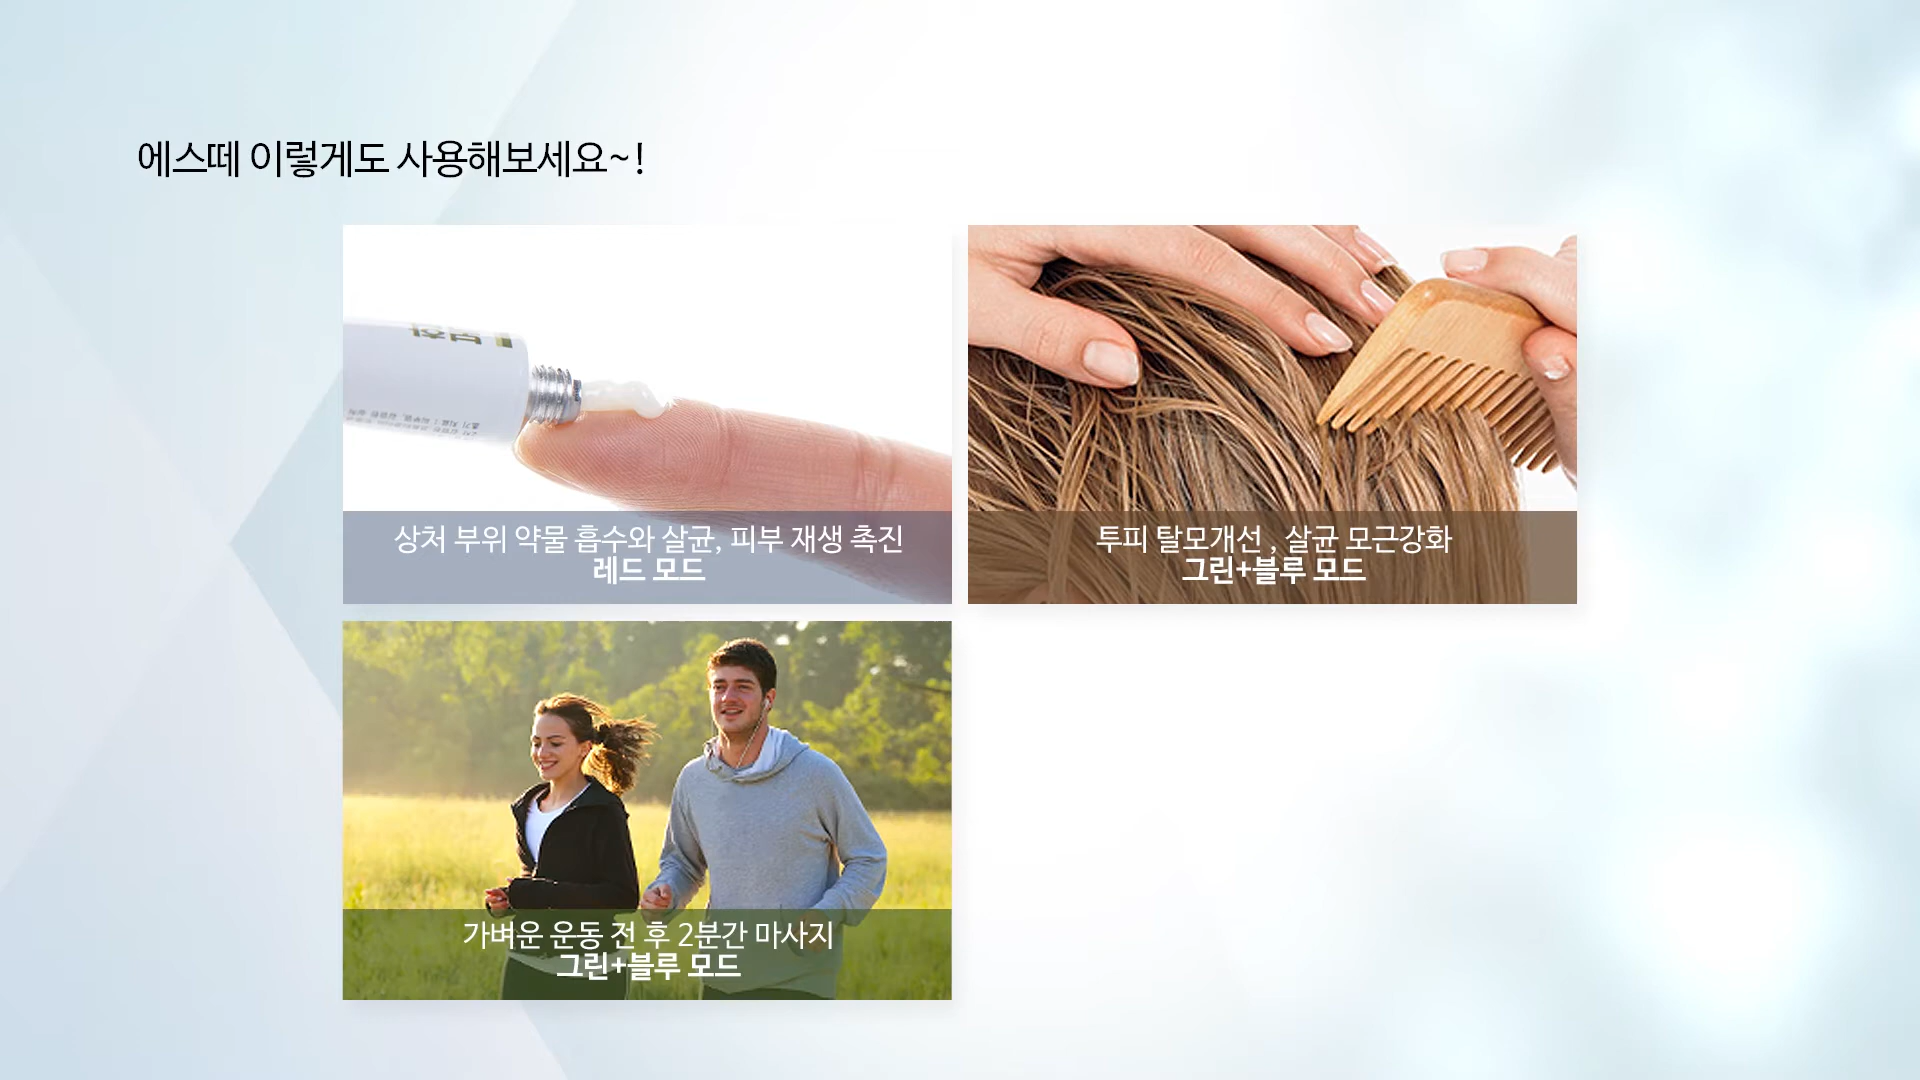 에스떼 이렇게도 사용해보세요~!
상처 부위 약물 흡수와 살균, 피부 재생 촉진
레드 모드
투피 탈모개선 , 살균 모근강화
그린+블루 모드
가벼운 운동 전 후 2분간 마사지
그린+블루 모드